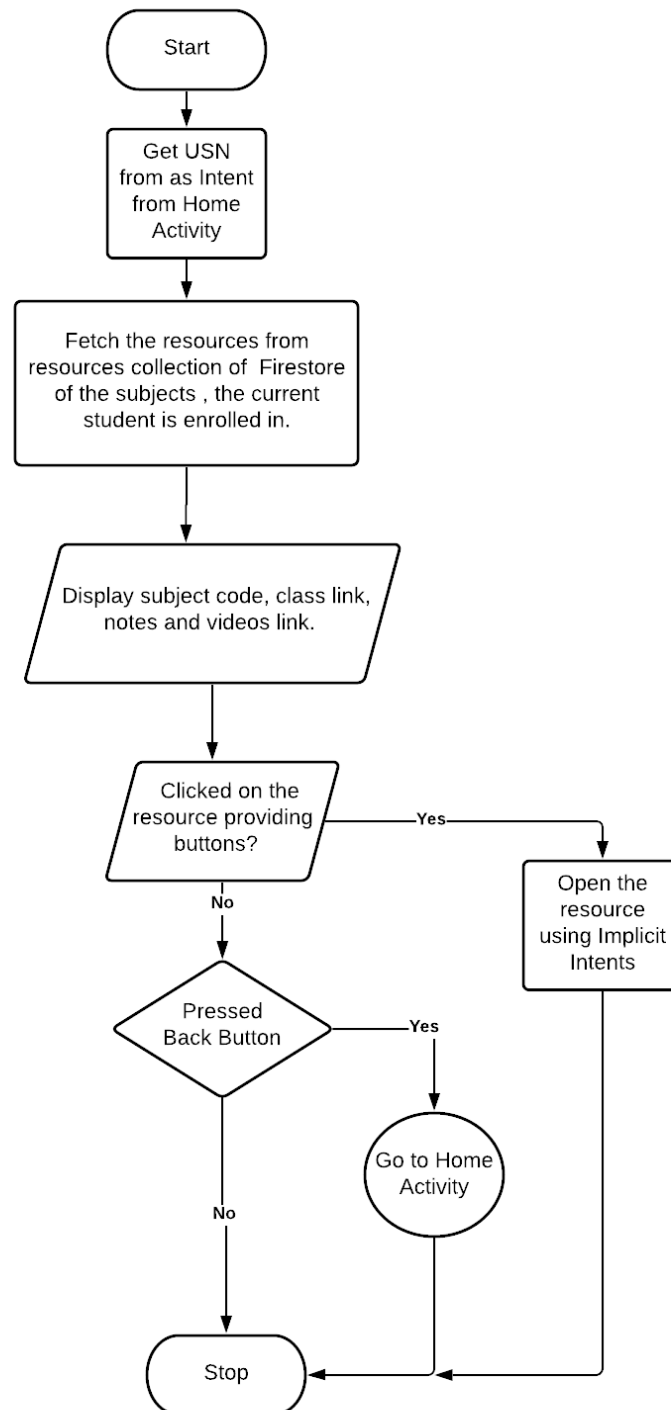 Start
Get USN
from as Intent
from Home
Activity
Fetch the resources from
resources collection of Firestore
of the subjects , the current
student is enrolled in.
Display subject code, class link,
notes and videos link.
Clicked on the
resource providing
buttons?
Yes
Open the
resource
using Implicit
Intents
No
Pressed
Back Button
Yes
Go to Home
Activity
No
Stop